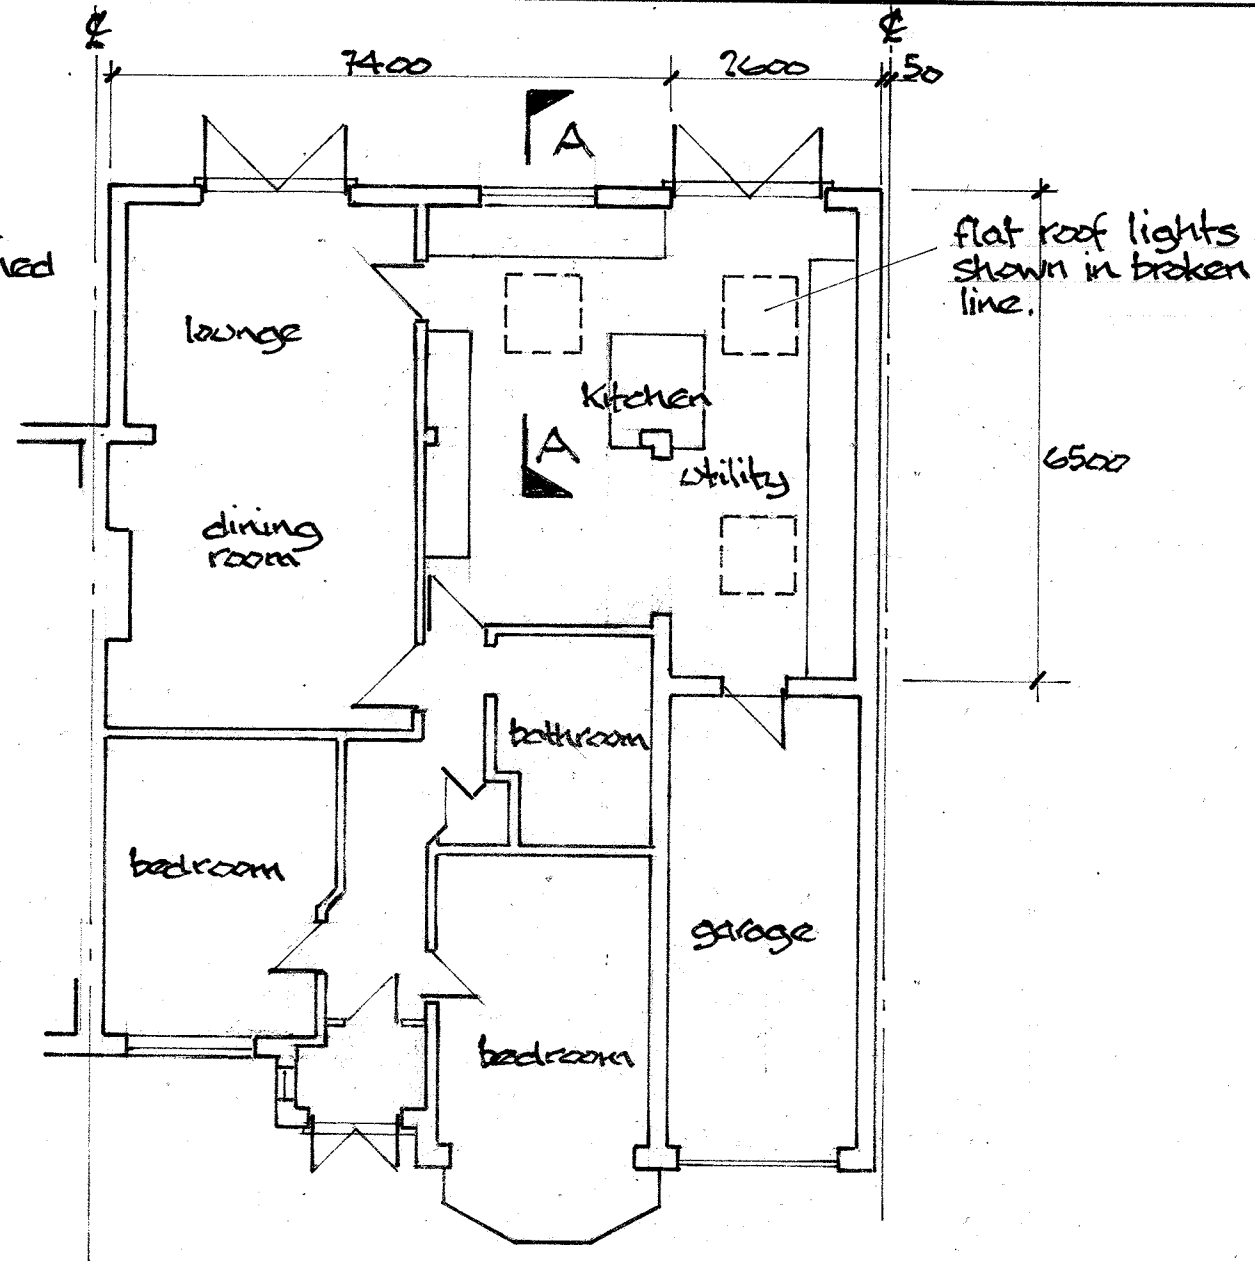 ℄
℄
7400
2600
50
A
flat roof lights
shown in broken
line.
lounge
kitchen
A
utility
6500
dining
room
bathroom
bedroom
garage
bedroom